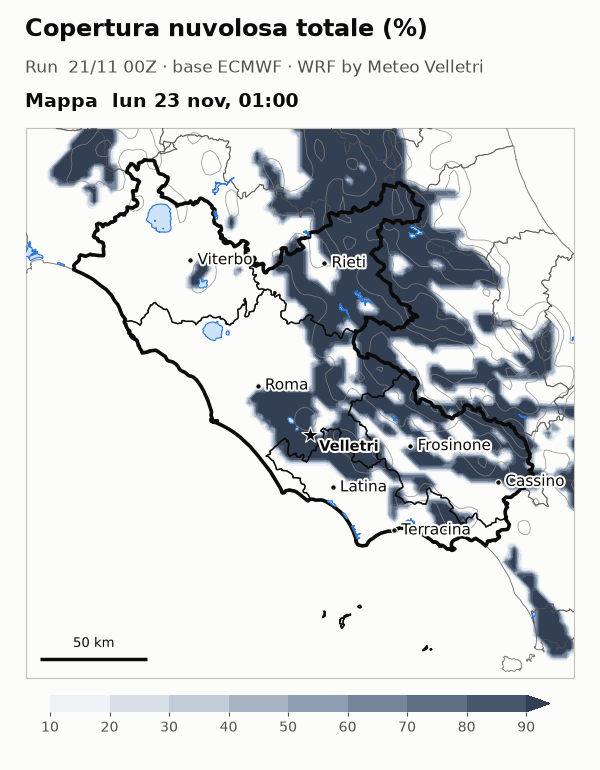 Copertura nuvolosa totale (%)
Run 21/11 00Z · base ECMWF · WRF by Meteo Velletri
Mappa lun 23 nov, 01:00
Viterbo
Rieti
Roma
Velletri
Frosinone
Latina
Cassino
Terracina
50 km
10 20 30 40 50 60 70 80 90